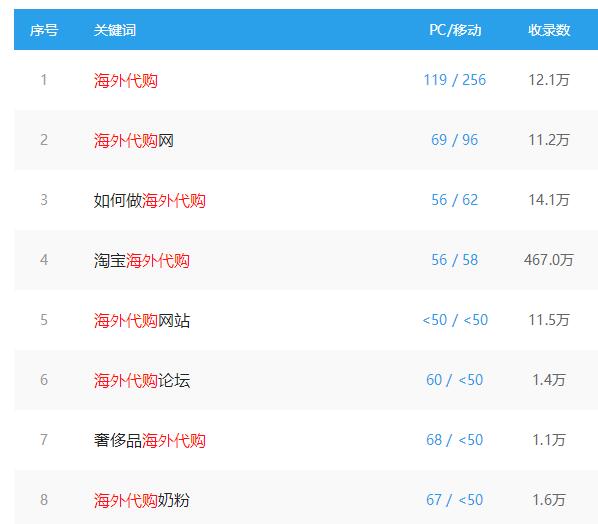 序号 关键词 PC/移动 收录数
1 海外代购 119 / 256 12.1万
2 海外代购网 69 / 96 11.2万
3 如何做海外代购 56 / 62 14.1万
4 淘宝海外代购 56 / 58 467.0万
5 海外代购网站 <50 / <50 11.5万
6 海外代购论坛 60 / <50 1.4万
7 奢侈品海外代购 68 / <50 1.1万
8 海外代购奶粉 67 / <50 1.6万